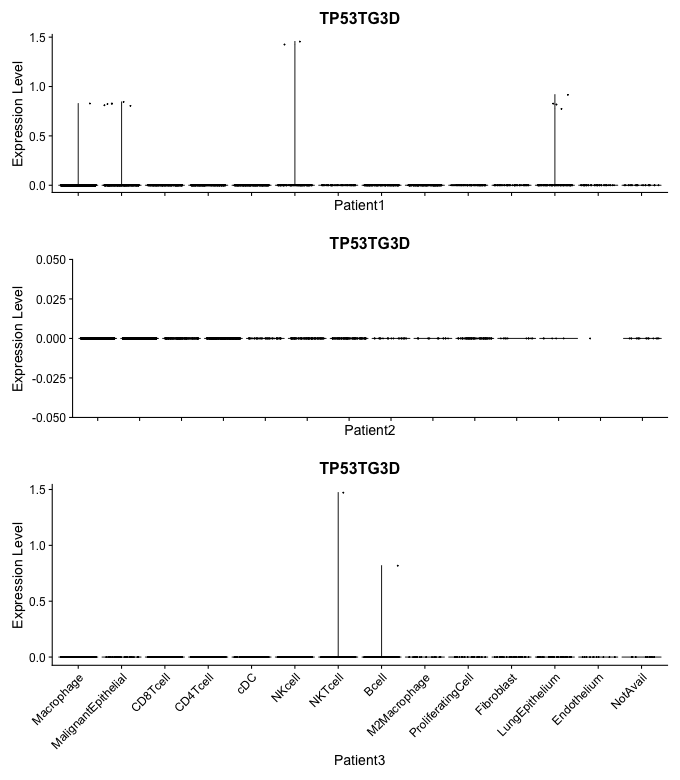 TP53TG3D
Expression Level
1.5
1.0
0.5
0.0
Patient1
TP53TG3D
Expression Level
0.050
0.025
0.000
-0.025
-0.050
Patient2
TP53TG3D
Expression Level
1.5
1.0
0.5
0.0
Macrophage
MalignantEpithelial
CD8Tcell
CD4Tcell
cDC
NKcell
NKTcell
Bcell
M2Macrophage
ProliferatingCell
Fibroblast
LungEpithelium
Endothelium
NotAvail
Patient3